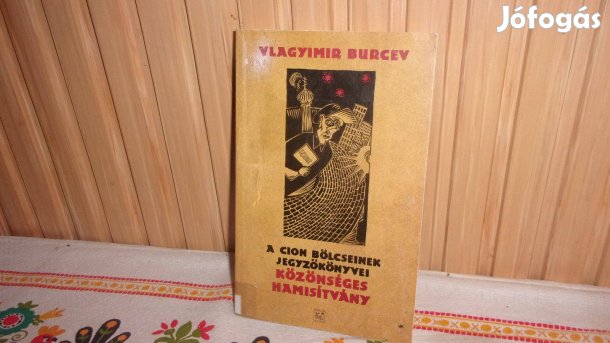 Jófogás
VLAGYIMIR BURCEV
A CION BÖLCSEINEK
JEGYZŐKÖNYVEI
KÖZÖNSÉGES
HAMISÍTVÁNY